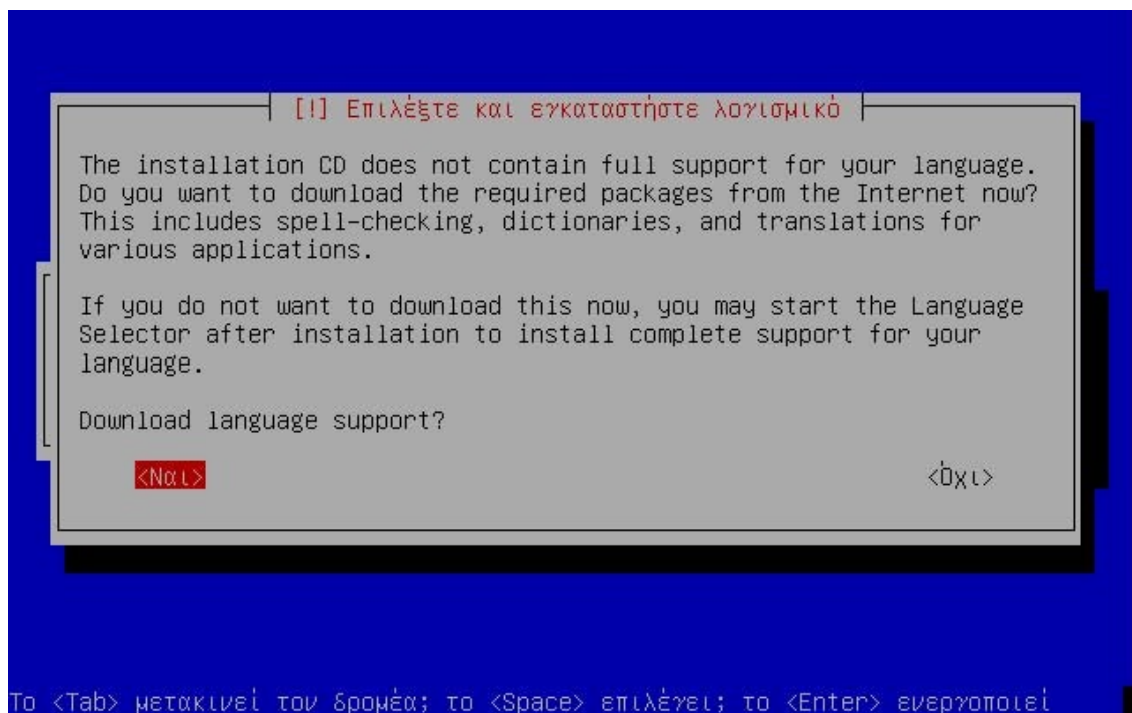 [!] Επιλέξτε και εγκαταστήστε λογισμικό
The installation CD does not contain full support for your language.
Do you want to download the required packages from the Internet now?
This includes spell-checking, dictionaries, and translations for
various applications.
If you do not want to download this now, you may start the Language
Selector after installation to install complete support for your
language.
Download language support?
<Ναι> <Όχι>
Το <Tab> μετακινεί τον δρομέα; το <Space> επιλέγει; το <Enter> ενεργοποιεί